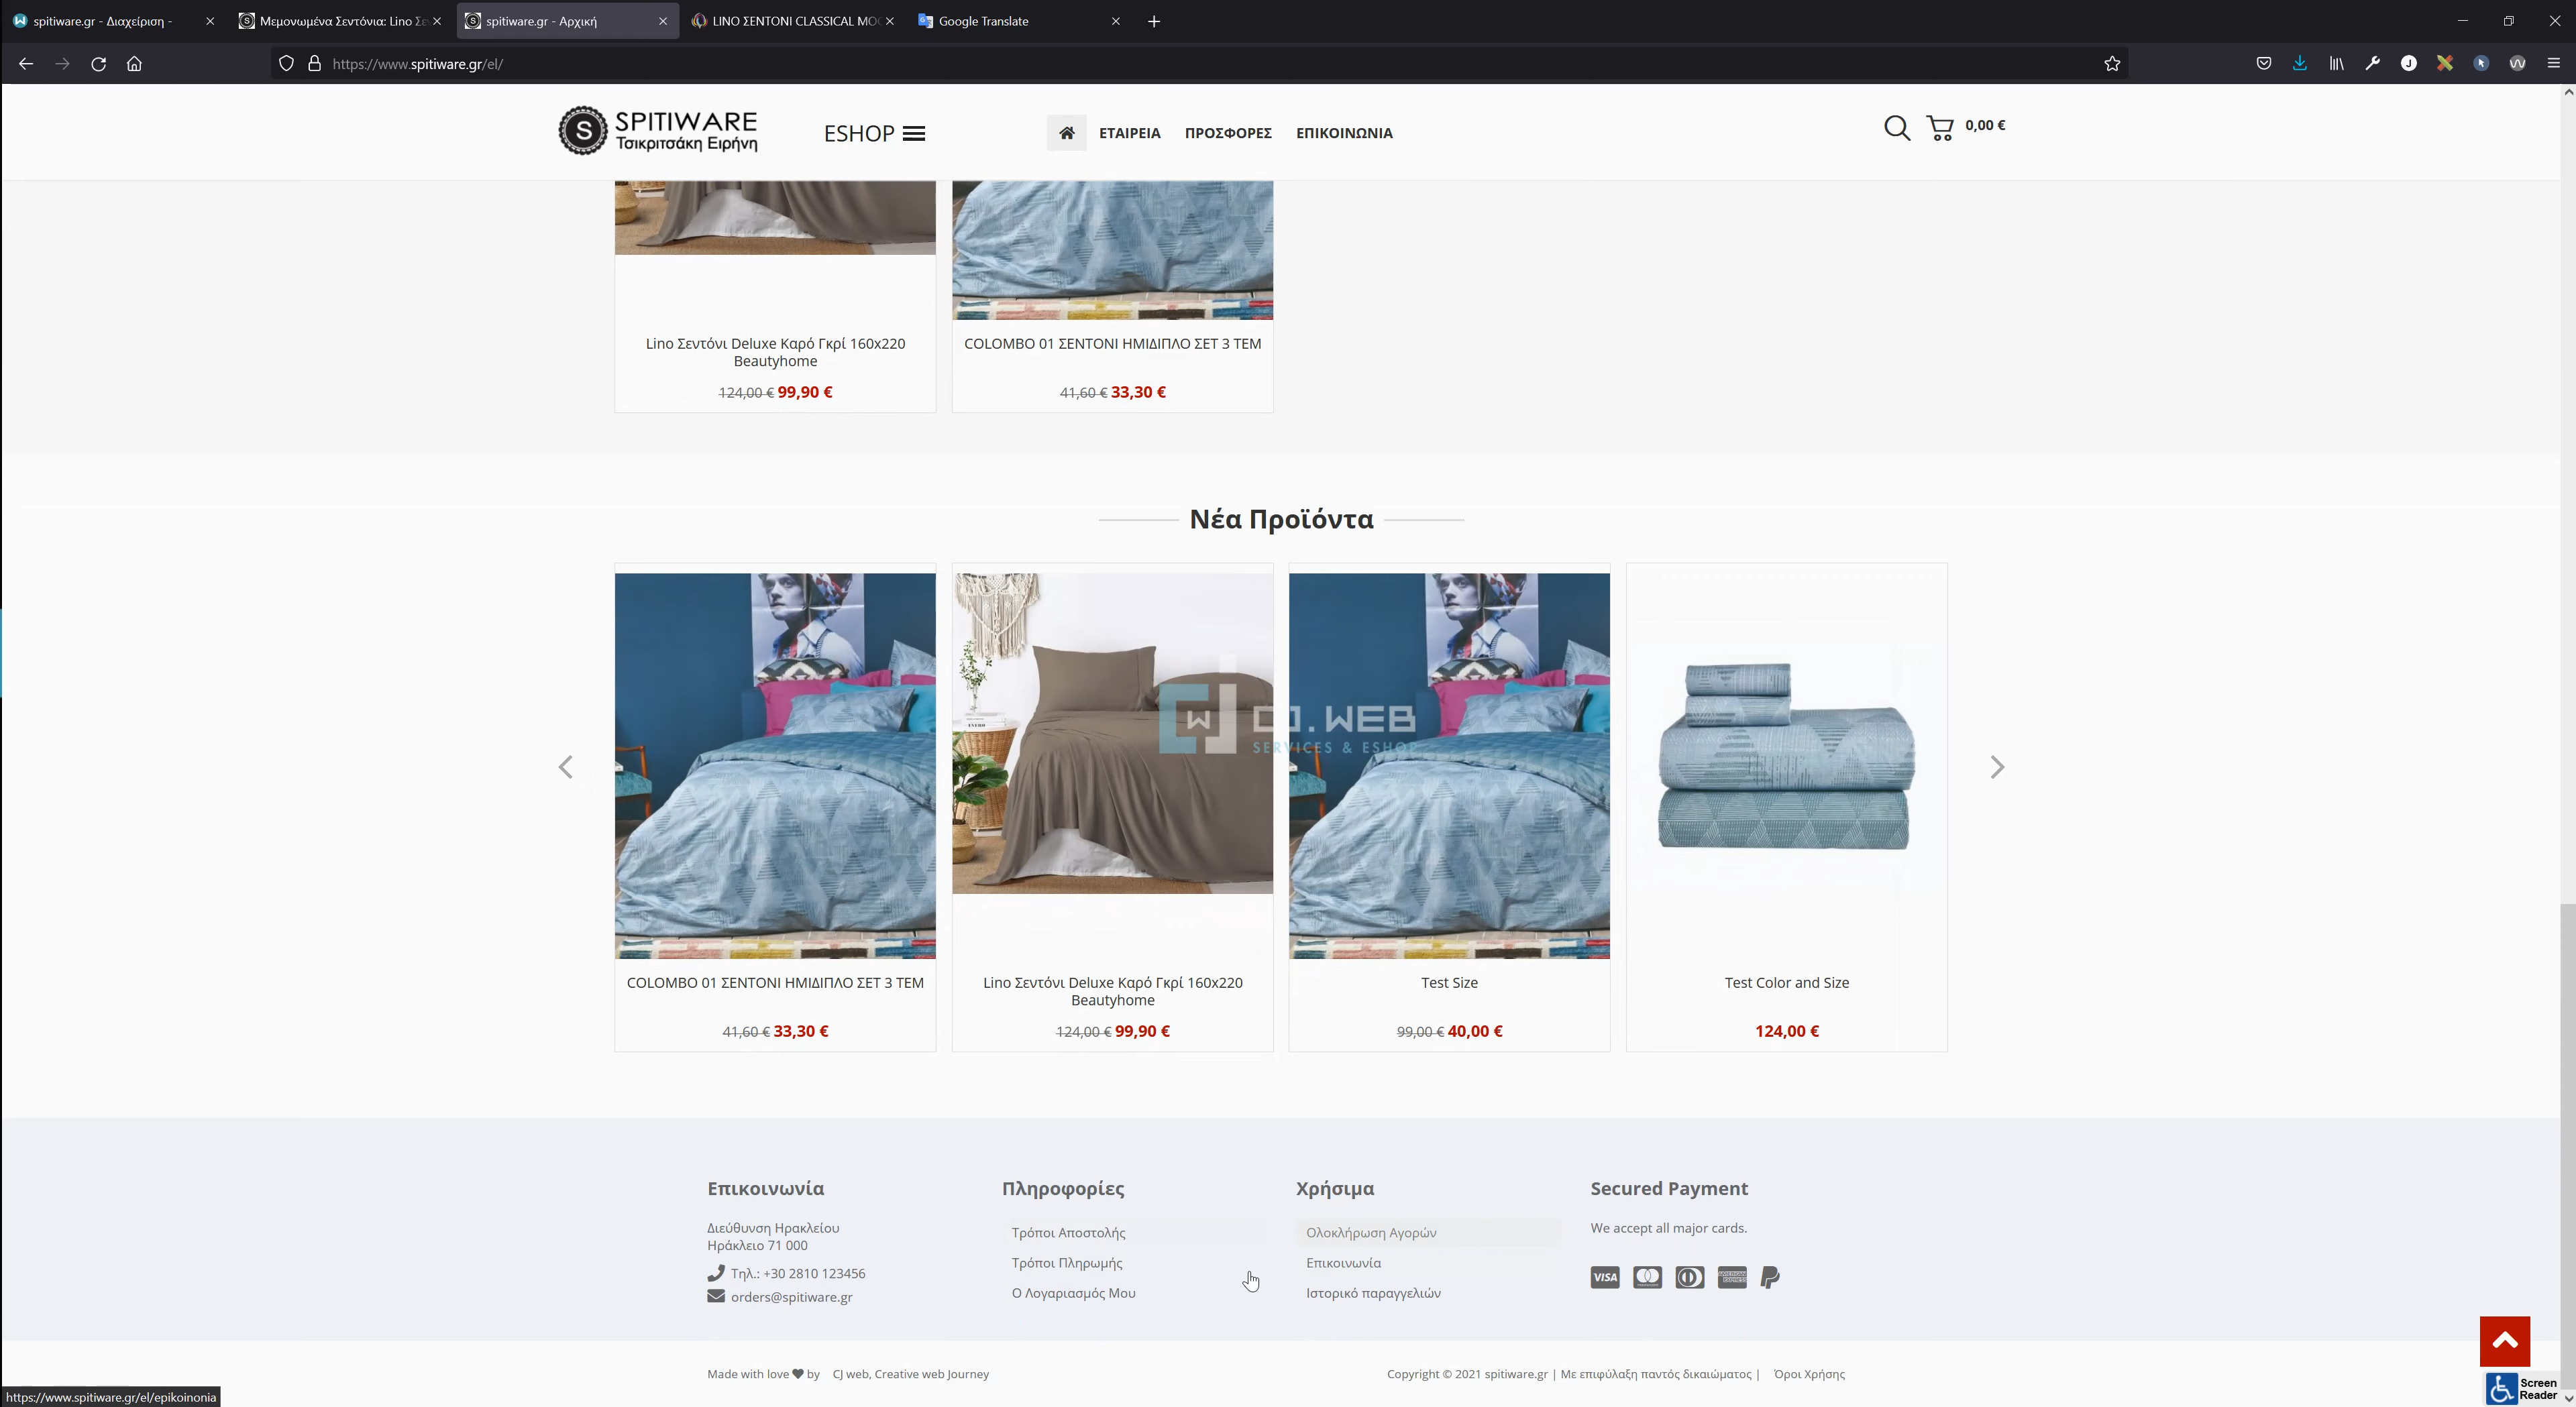 spitiware.gr - Διαχείριση -
Μεμονωμένα Σεντόνια: Lino Σε
spitiware.gr - Αρχική
LINO ΣΕΝΤΟΝΙ CLASSICAL MO
Google Translate
https://www.spitiware.gr/el/
S
SPITIWARE
Τσικριτσάκη Ειρήνη
ESHOP
ΕΤΑΙΡΕΙΑ
ΠΡΟΣΦΟΡΕΣ
ΕΠΙΚΟΙΝΩΝΙΑ
0,00 €
Lino Σεντόνι Deluxe Καρό Γκρί 160x220
Beautyhome
124,00 € 99,90 €
COLOMBO 01 ΣΕΝΤΟΝΙ ΗΜΙΔΙΠΛΟ ΣΕΤ 3 ΤΕΜ
41,60 € 33,30 €
Νέα Προϊόντα
CJ.WEB
SERVICES & ESHOP
COLOMBO 01 ΣΕΝΤΟΝΙ ΗΜΙΔΙΠΛΟ ΣΕΤ 3 ΤΕΜ
41,60 € 33,30 €
Lino Σεντόνι Deluxe Καρό Γκρί 160x220
Beautyhome
124,00 € 99,90 €
Test Size
99,00 € 40,00 €
Test Color and Size
124,00 €
Επικοινωνία
Διεύθυνση Ηρακλείου
Ηράκλειο 71 000
Τηλ.: +30 2810 123456
orders@spitiware.gr
Πληροφορίες
Τρόποι Αποστολής
Τρόποι Πληρωμής
Ο Λογαριασμός Μου
Χρήσιμα
Ολοκλήρωση Αγορών
Επικοινωνία
Ιστορικό παραγγελιών
Secured Payment
We accept all major cards.
VISA
Made with love by CJ web, Creative web Journey
Copyright © 2021 spitiware.gr | Με επιφύλαξη παντός δικαιώματος | Όροι Χρήσης
https://www.spitiware.gr/el/epikoinonia
Screen
Reader